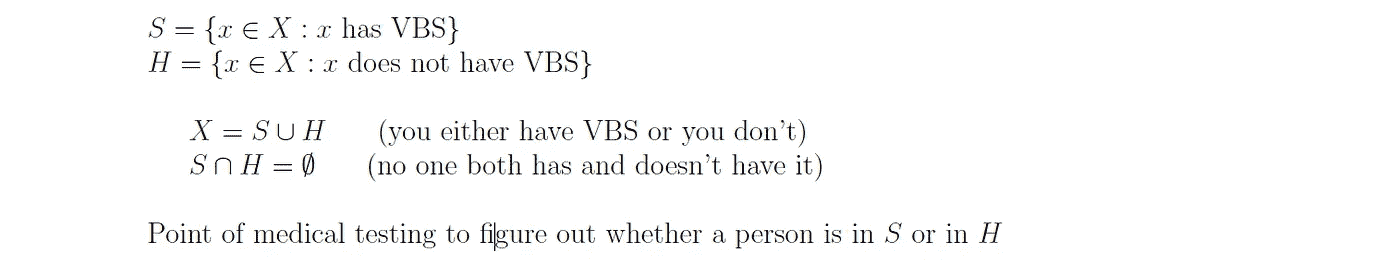 S = {x ∈ X : x has VBS}
H = {x ∈ X : x does not have VBS}
X = S ∪ H (you either have VBS or you don't)
S ∩ H = ∅ (no one both has and doesn't have it)
Point of medical testing to figure out whether a person is in S or in H